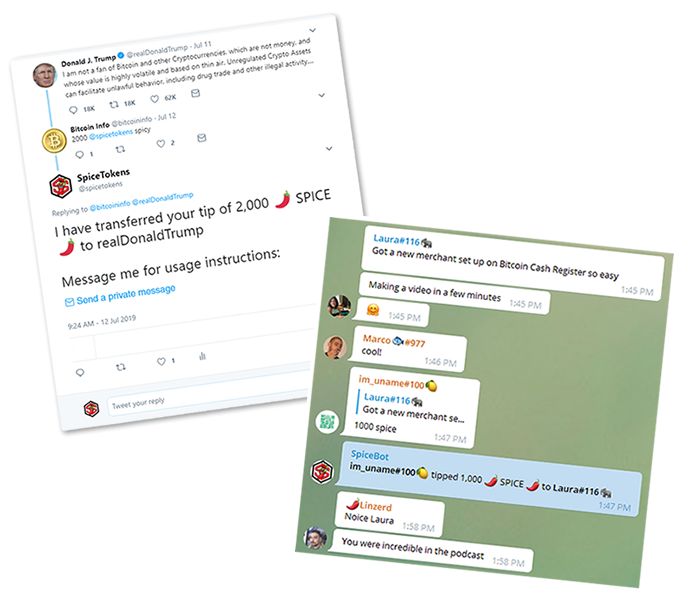 Donald J. Trump @realDonaldTrump · Jul 11
I am not a fan of Bitcoin and other Cryptocurrencies, which are not money, and
whose value is highly volatile and based on thin air. Unregulated Crypto Assets
can facilitate unlawful behavior, including drug trade and other illegal activity....
18K 18K 62K
Bitcoin Info @bitcoininfo · Jul 12
2000 @spicetokens spicy
1 2
SpiceTokens
@spicetokens
Replying to @bitcoininfo @realDonaldTrump
I have transferred your tip of 2,000 🌶️ SPICE
🌶️ to realDonaldTrump
Message me for usage instructions:
Send a private message
9:24 AM - 12 Jul 2019
1
Tweet your reply
Laura#116🐘
Got a new merchant set up on Bitcoin Cash Register so easy
1:45 PM
Making a video in a few minutes 1:45 PM
🤗 1:45 PM
Marco🐟#977
cool!
1:46 PM
im_uname#100🍋
Laura#116🐘
Got a new merchant se...
1000 spice
1:47 PM
SpiceBot
im_uname#100🍋 tipped 1,000 🌶️ SPICE 🌶️ to Laura#116🐘
1:47 PM
🌶️Linzerd
Noice Laura 1:58 PM
You were incredible in the podcast 1:58 PM